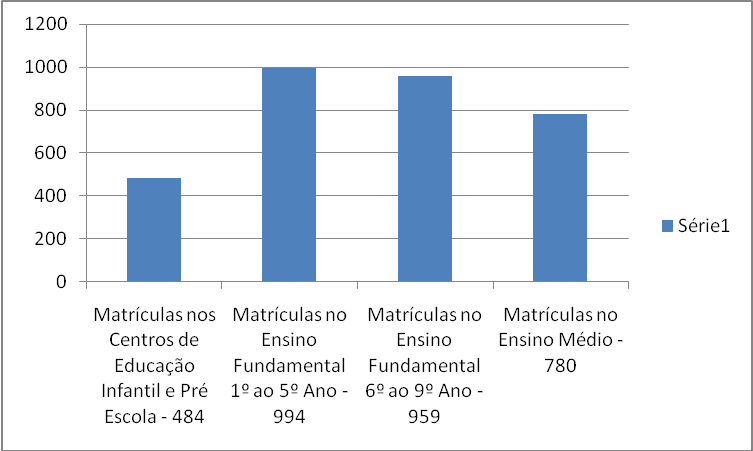 1200
1000
800
600
400
200
0
Matrículas nos
Centros de
Educação
Infantil e Pré
Escola - 484
Matrículas no
Ensino
Fundamental
1º ao 5º Ano -
994
Matrículas no
Ensino
Fundamental
6º ao 9º Ano -
959
Matrículas no
Ensino Médio -
780
Série1